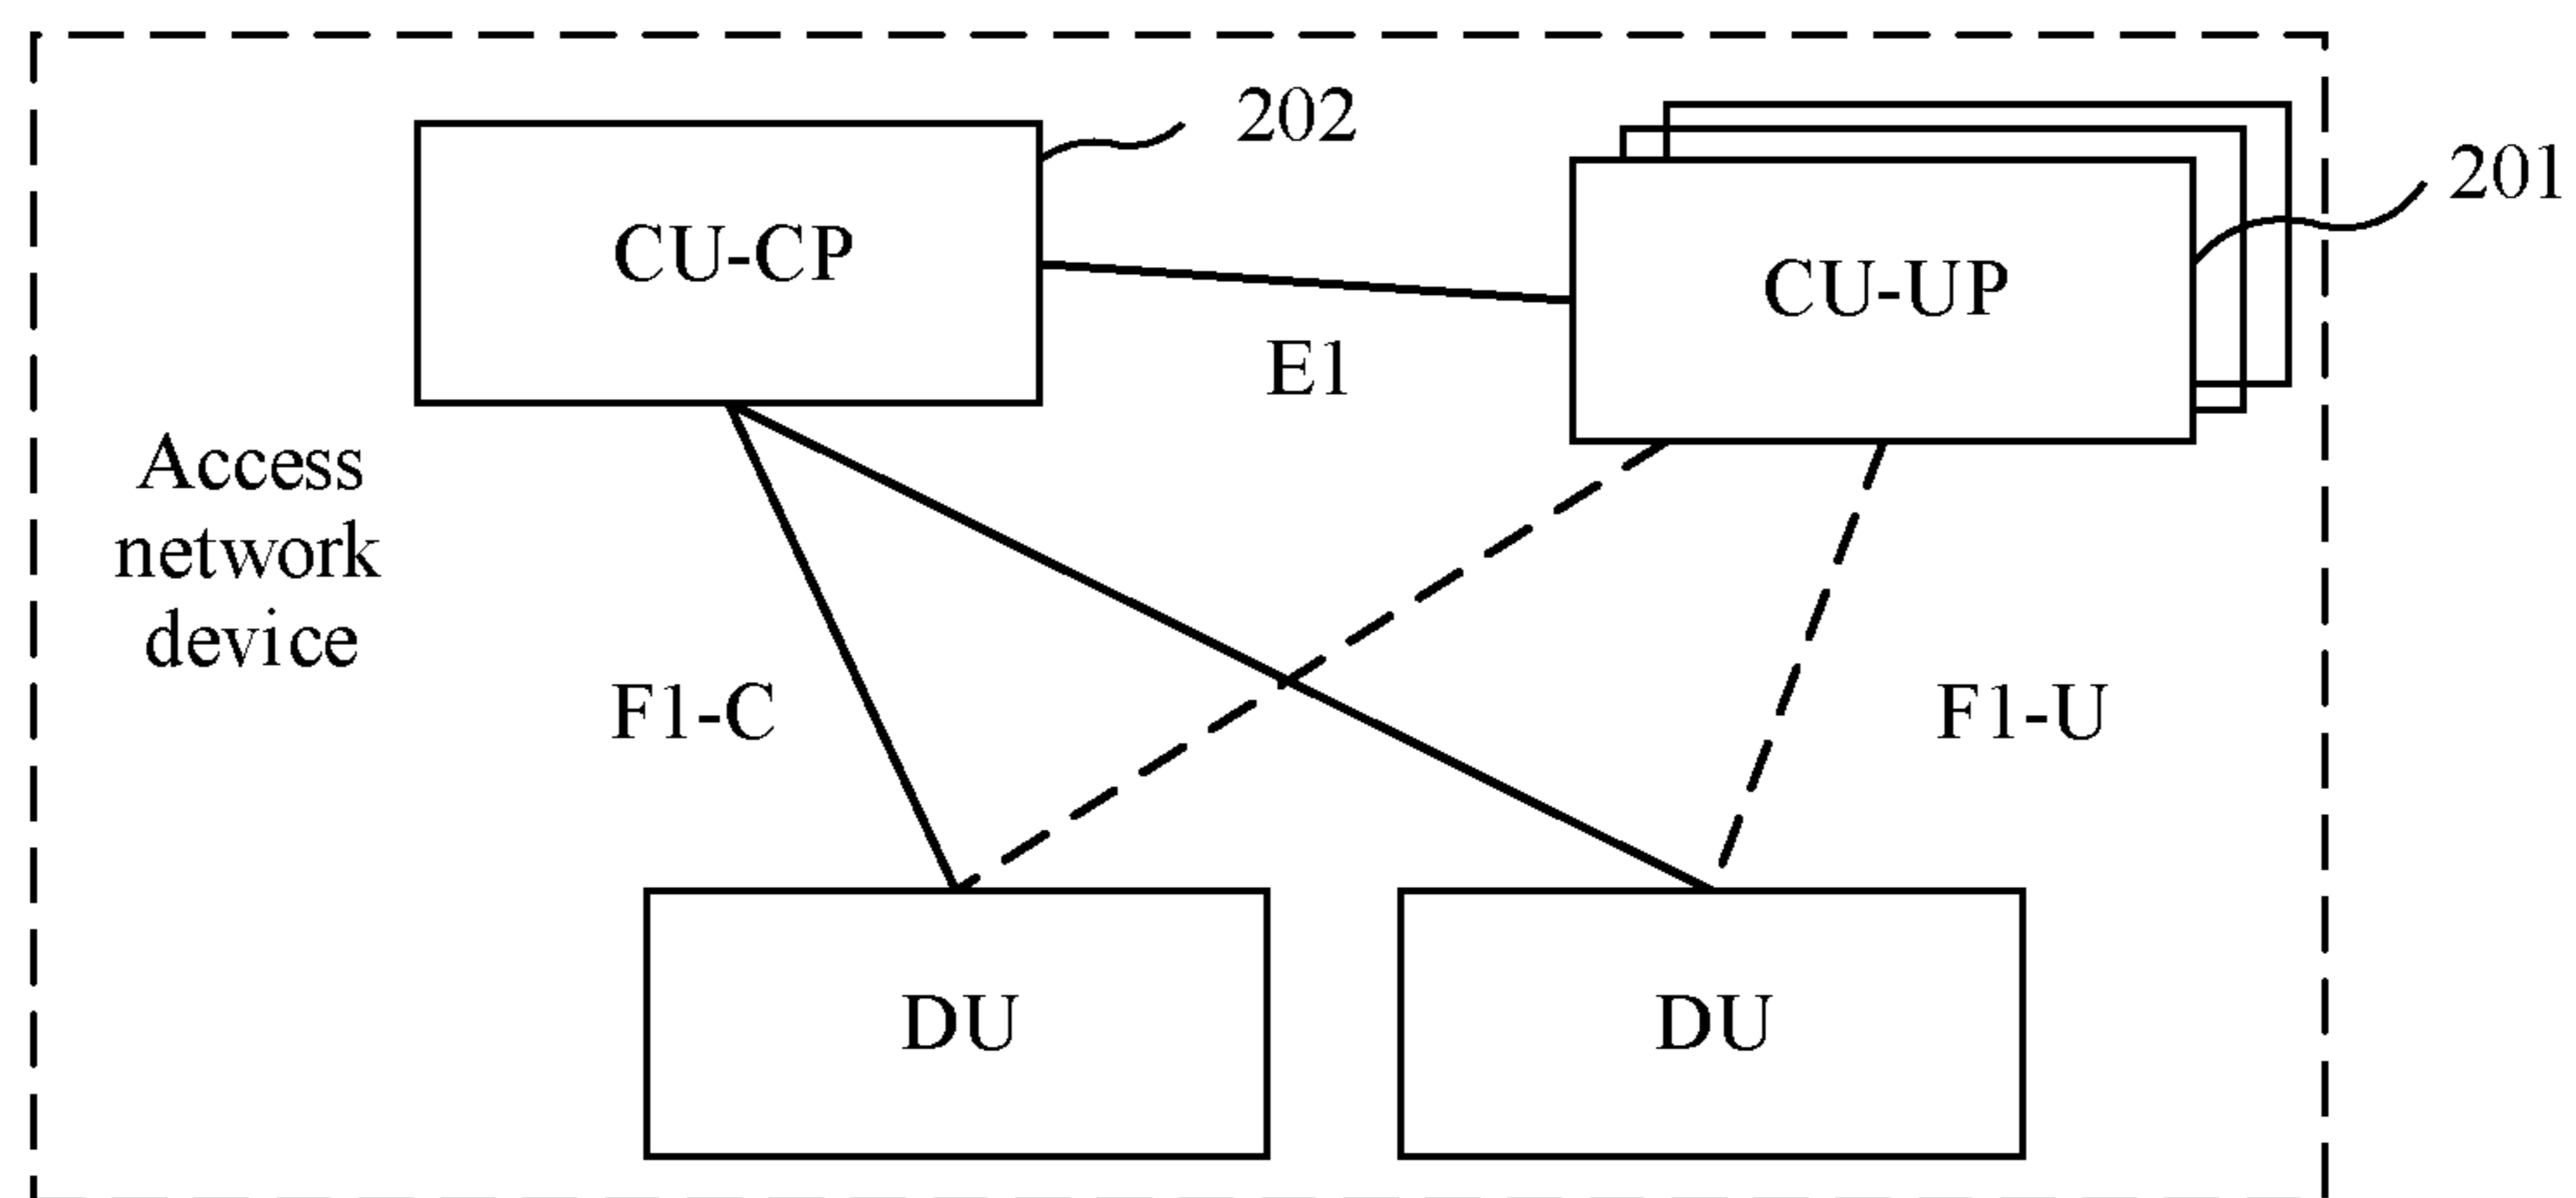 202
201
CU-CP
CU-UP
E1
Access
network
device
F1-C
F1-U
DU
DU